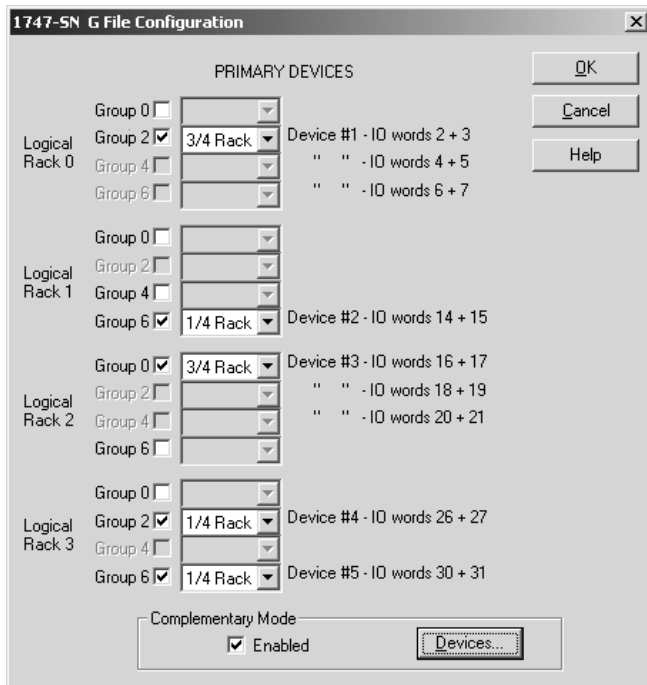 1747-SN G File Configuration
PRIMARY DEVICES
OK
Cancel
Help
Logical
Rack 0
Group 0
Group 2 3/4 Rack Device #1 - IO words 2 + 3
Group 4 " " - IO words 4 + 5
Group 6 " " - IO words 6 + 7
Logical
Rack 1
Group 0
Group 2
Group 4
Group 6 1/4 Rack Device #2 - IO words 14 + 15
Logical
Rack 2
Group 0 3/4 Rack Device #3 - IO words 16 + 17
Group 2 " " - IO words 18 + 19
Group 4 " " - IO words 20 + 21
Group 6
Logical
Rack 3
Group 0
Group 2 1/4 Rack Device #4 - IO words 26 + 27
Group 4
Group 6 1/4 Rack Device #5 - IO words 30 + 31
Complementary Mode
Enabled
Devices...